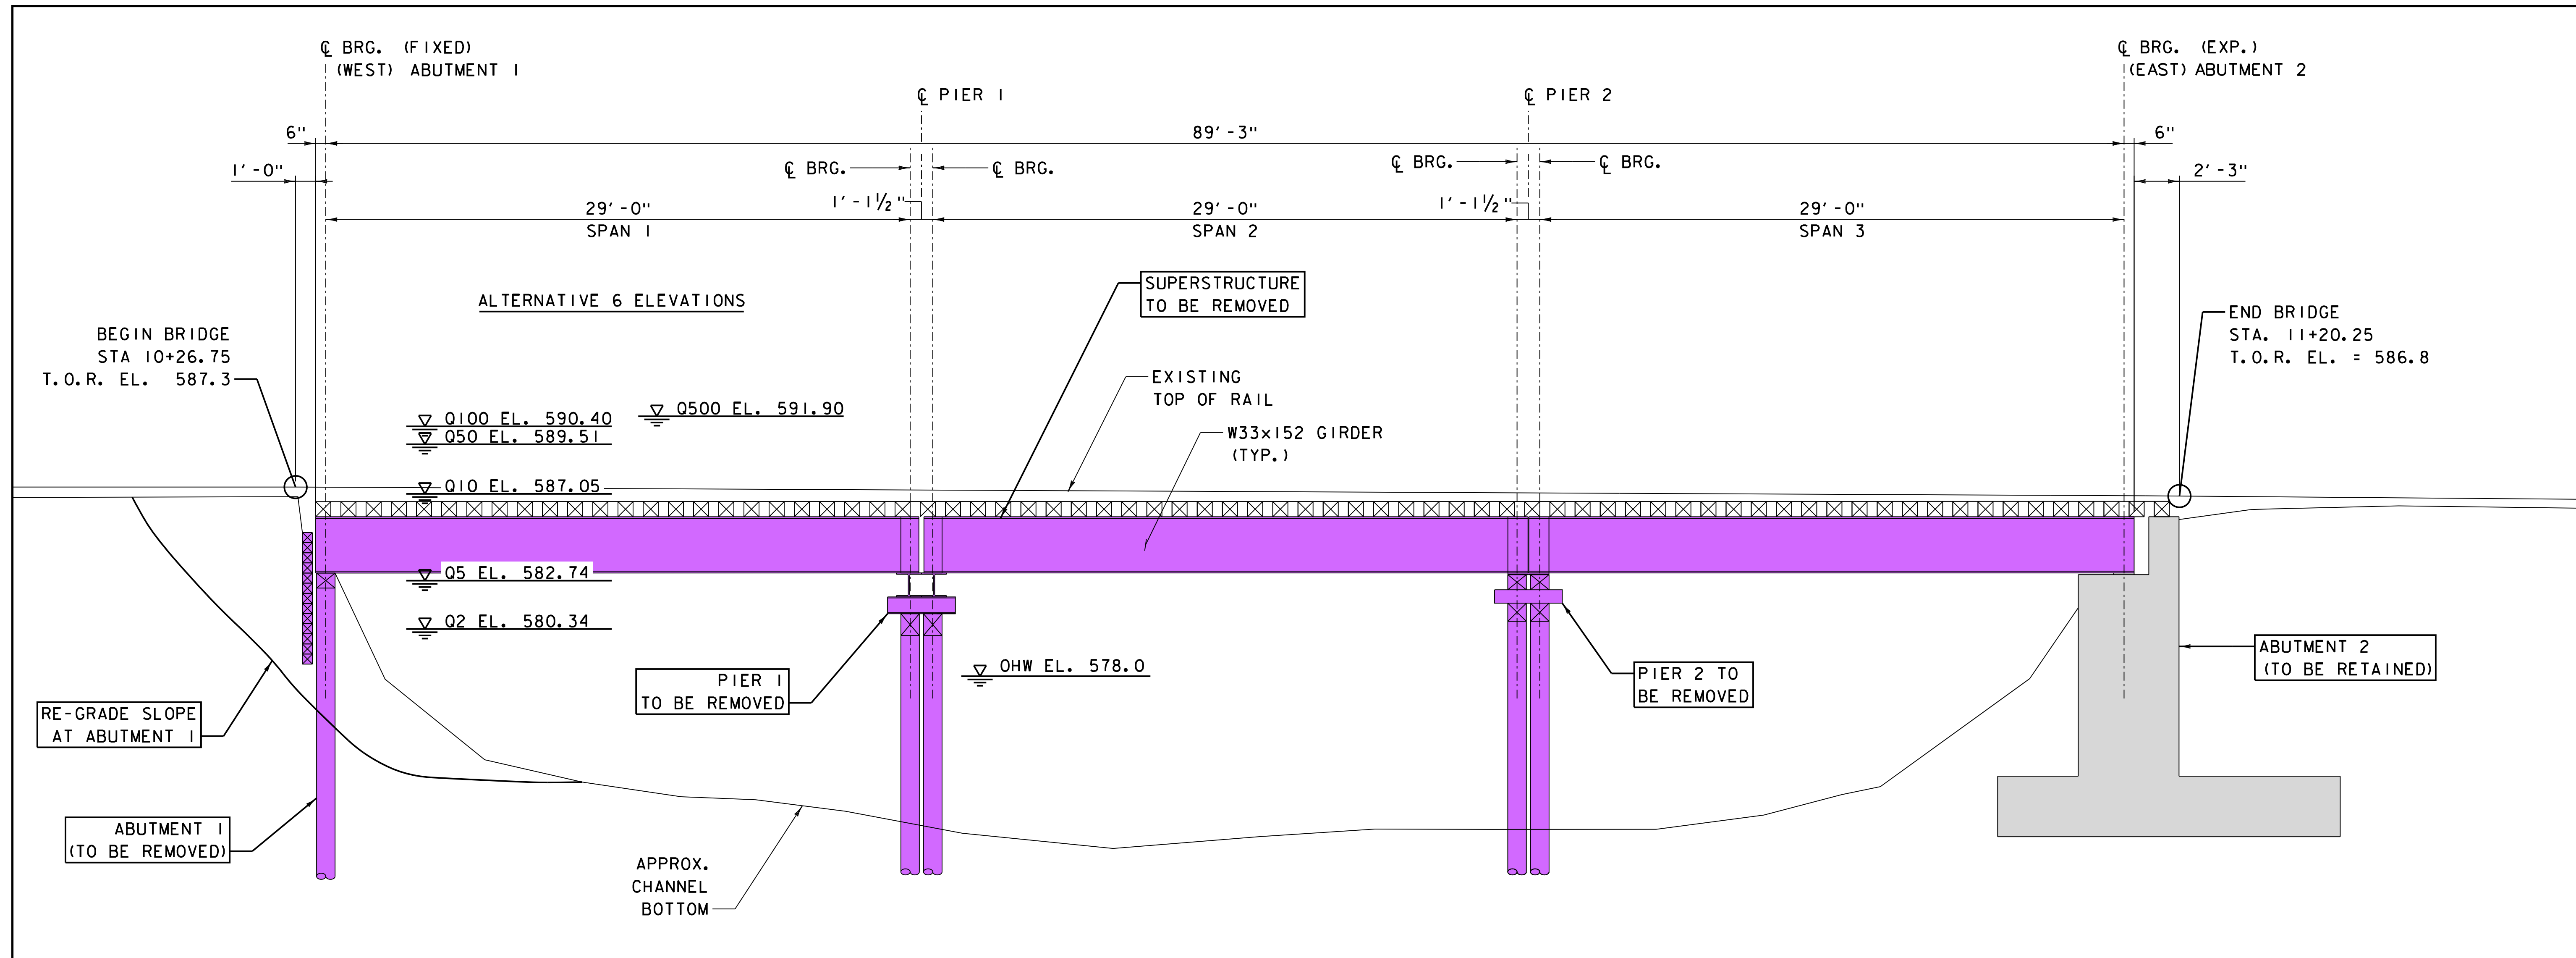 ℄ BRG. (FIXED)
(WEST) ABUTMENT 1
℄ BRG. (EXP.)
(EAST) ABUTMENT 2
℄ PIER 1
℄ PIER 2
6"
89'-3"
6"
1'-0"
℄ BRG.
℄ BRG.
℄ BRG.
℄ BRG.
2'-3"
29'-0"
SPAN 1
1'-1½"
29'-0"
SPAN 2
1'-1½"
29'-0"
SPAN 3
ALTERNATIVE 6 ELEVATIONS
SUPERSTRUCTURE
TO BE REMOVED
BEGIN BRIDGE
STA 10+26.75
T.O.R. EL. 587.3
END BRIDGE
STA. 11+20.25
T.O.R. EL. = 586.8
EXISTING
TOP OF RAIL
Q100 EL. 590.40
Q500 EL. 591.90
Q50 EL. 589.51
W33x152 GIRDER
(TYP.)
Q10 EL. 587.05
Q5 EL. 582.74
Q2 EL. 580.34
OHW EL. 578.0
PIER 1
TO BE REMOVED
PIER 2 TO
BE REMOVED
ABUTMENT 2
(TO BE RETAINED)
RE-GRADE SLOPE
AT ABUTMENT 1
ABUTMENT 1
(TO BE REMOVED)
APPROX.
CHANNEL
BOTTOM